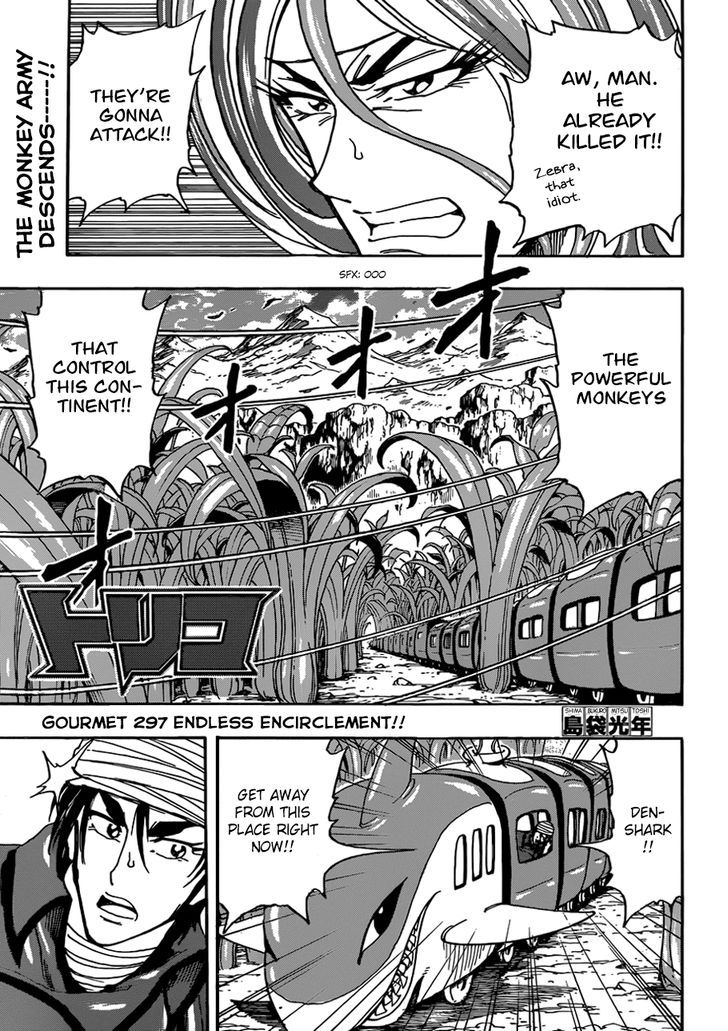 AW, MAN.
HE
ALREADY
KILLED IT!!
Zebra,
that
idiot.
THEY'RE
GONNA
ATTACK!!
THE MONKEY ARMY
DESCENDS-----!!
SFX: OOO
オ
オ
オ
オ
THE
POWERFUL
MONKEYS
THAT
CONTROL
THIS CON-
TINENT!!
トリコ
GOURMET 297 ENDLESS ENCIRCLEMENT!!
SHIMA BUKURO MITSU TOSHI
島袋光年
DEN-
SHARK
!!
GET AWAY
FROM THIS
PLACE RIGHT
NOW!!